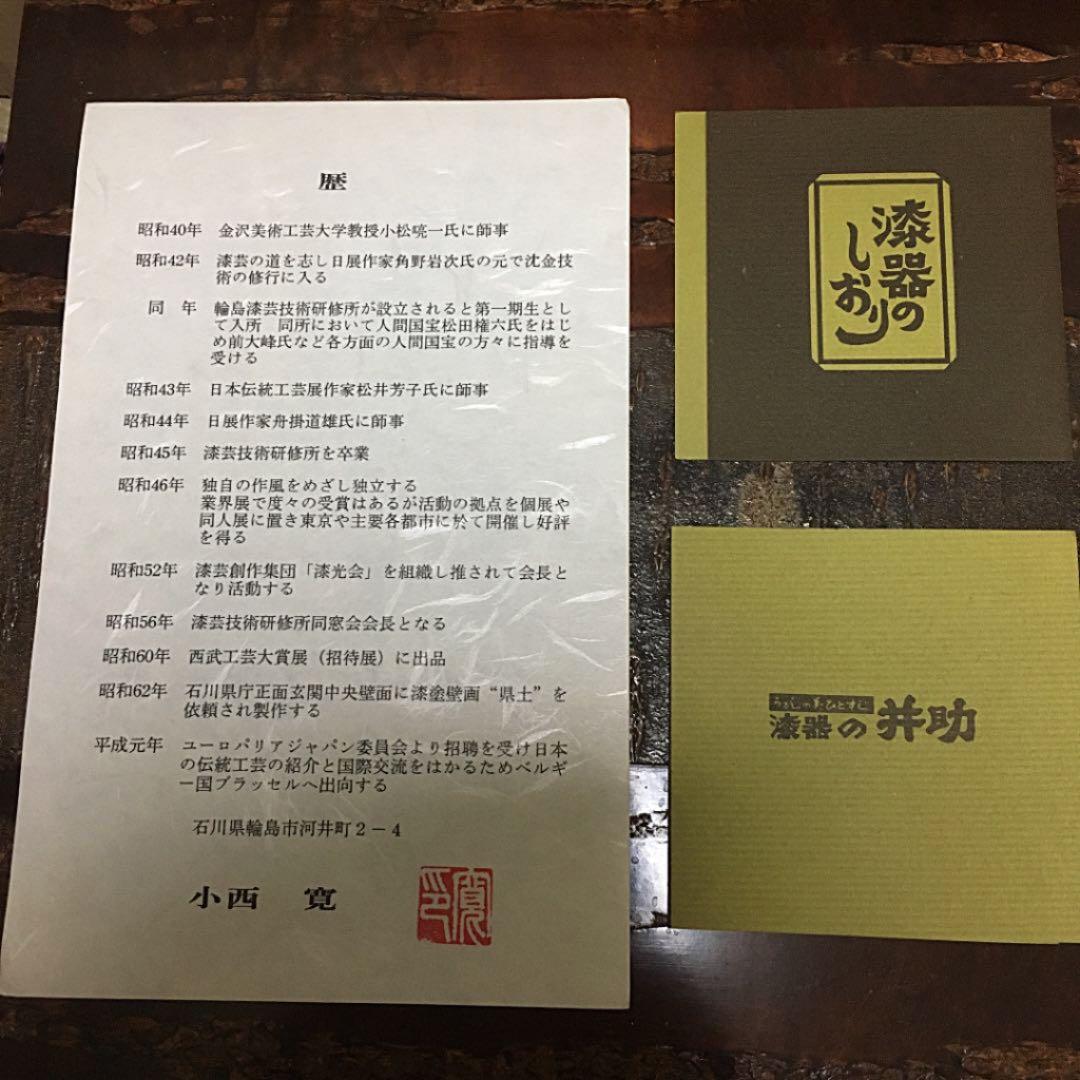 歴
昭和40年 金沢美術工芸大学教授小松喨一氏に師事
昭和42年 漆芸の道を志し日展作家角野岩次氏の元で沈金技
術の修行に入る
同 年 輪島漆芸技術研修所が設立されると第一期生とし
て入所 同所において人間国宝松田権六氏をはじ
め前大峰氏など各方面の人間国宝の方々に指導を
受ける
昭和43年 日本伝統工芸展作家松井芳子氏に師事
昭和44年 日展作家舟掛道雄氏に師事
昭和45年 漆芸技術研修所を卒業
昭和46年 独自の作風をめざし独立する
業界展で度々の受賞はあるが活動の拠点を個展や
同人展に置き東京や主要各都市に於て開催し好評
を得る
昭和52年 漆芸創作集団「漆光会」を組織し推されて会長と
なり活動する
昭和56年 漆芸技術研修所同窓会会長となる
昭和60年 西武工芸大賞展（招待展）に出品
昭和62年 石川県庁正面玄関中央壁面に漆塗壁画“県土”を
依頼され製作する
平成元年 ユーロパリアジャパン委員会より招聘を受け日本
の伝統工芸の紹介と国際交流をはかるためベルギ
ー国ブラッセルへ出向する
石川県輪島市河井町2－4
小西 寛
寛印
漆器の
しおり
うるしの美ひとすじ
漆器の井助